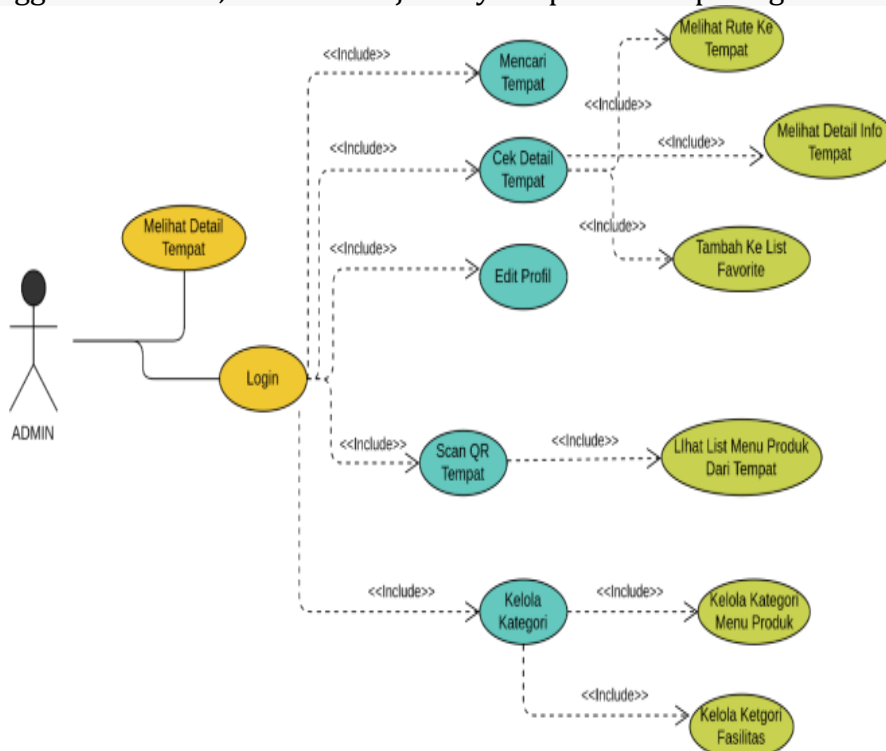 <<Include>>
Mencari
Tempat
Melihat Rute Ke
Tempat
<<Include>>
<<Include>>
Cek Detail
Tempat
<<Include>>
Melihat Detail Info
Tempat
Melihat Detail
Tempat
<<Include>>
Edit Profil
<<Include>>
Tambah Ke List
Favorite
ADMIN
Login
<<Include>>
Scan QR
Tempat
<<Include>>
LIhat List Menu Produk
Dari Tempat
<<Include>>
Kelola
Kategori
<<Include>>
Kelola Kategori
Menu Produk
<<Include>>
Kelola Ketgori
Fasilitas